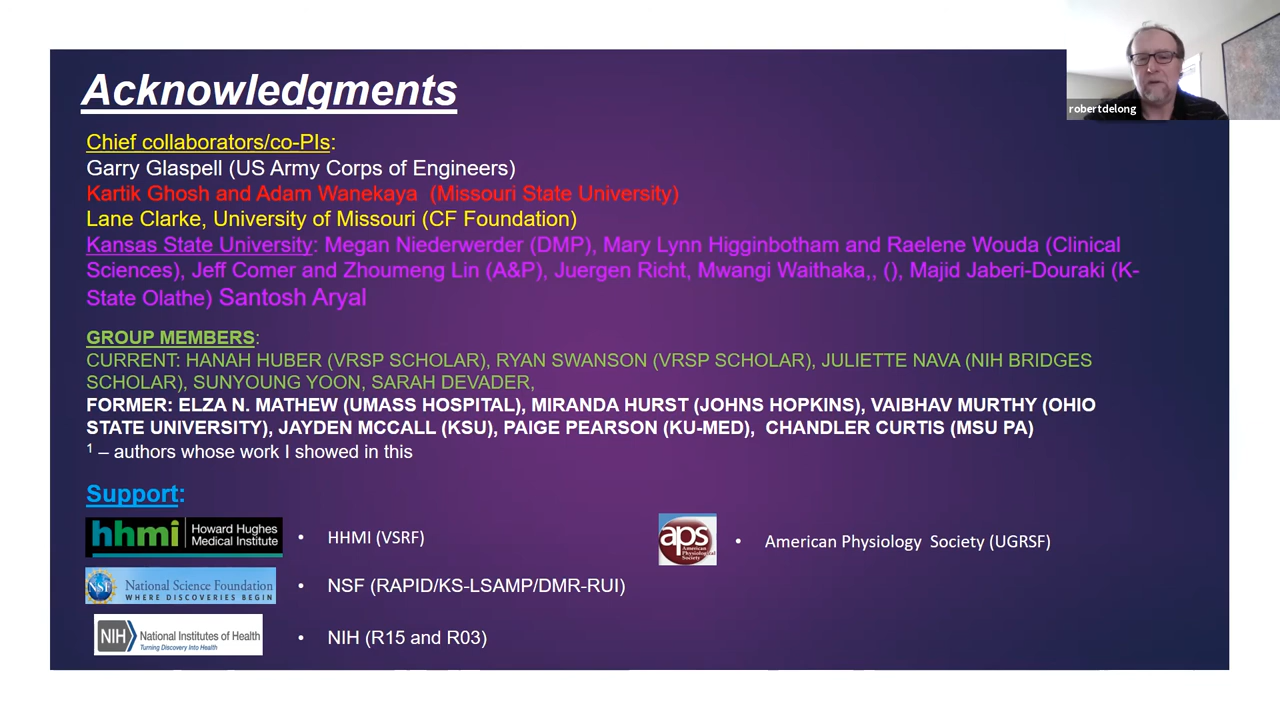 Acknowledgments
robertdelong
Chief collaborators/co-PIs:
Garry Glaspell (US Army Corps of Engineers)
Kartik Ghosh and Adam Wanekaya (Missouri State University)
Lane Clarke, University of Missouri (CF Foundation)
Kansas State University: Megan Niederwerder (DMP), Mary Lynn Higginbotham and Raelene Wouda (Clinical
Sciences), Jeff Comer and Zhoumeng Lin (A&P), Juergen Richt, Mwangi Waithaka,, (), Majid Jaberi-Douraki (K-
State Olathe) Santosh Aryal
GROUP MEMBERS:
CURRENT: HANAH HUBER (VRSP SCHOLAR), RYAN SWANSON (VRSP SCHOLAR), JULIETTE NAVA (NIH BRIDGES
SCHOLAR), SUNYOUNG YOON, SARAH DEVADER,
FORMER: ELZA N. MATHEW (UMASS HOSPITAL), MIRANDA HURST (JOHNS HOPKINS), VAIBHAV MURTHY (OHIO
STATE UNIVERSITY), JAYDEN MCCALL (KSU), PAIGE PEARSON (KU-MED), CHANDLER CURTIS (MSU PA)
1 – authors whose work I showed in this
Support:
hhmi Howard Hughes
Medical Institute
• HHMI (VSRF)
aps
American
Physiological
Society
• American Physiology Society (UGRSF)
NSF National Science Foundation
WHERE DISCOVERIES BEGIN
• NSF (RAPID/KS-LSAMP/DMR-RUI)
NIH National Institutes of Health
Turning Discovery Into Health
• NIH (R15 and R03)